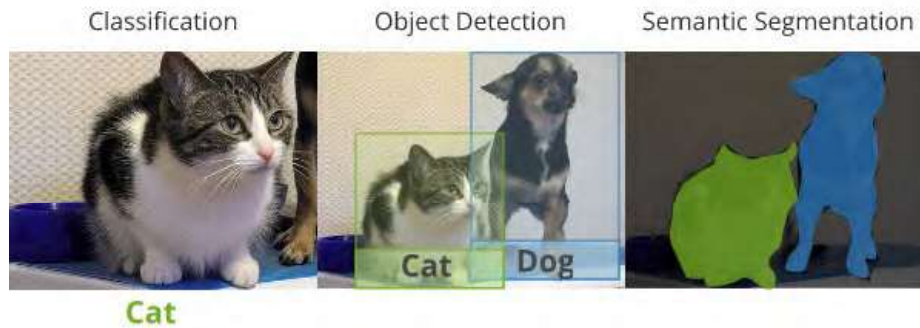 Classification
Object Detection
Semantic Segmentation
Cat
Dog
Cat